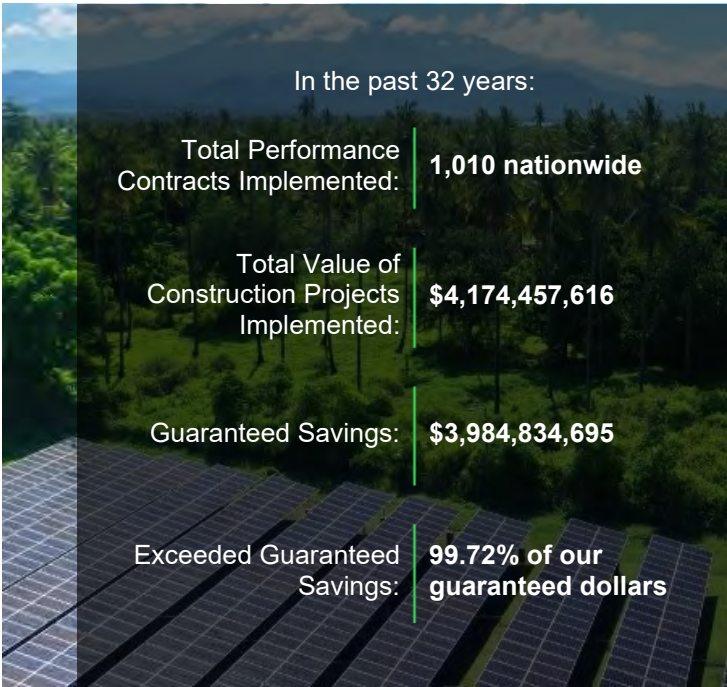 In the past 32 years:
Total Performance
Contracts Implemented:
1,010 nationwide
Total Value of
Construction Projects
Implemented:
$4,174,457,616
Guaranteed Savings:
$3,984,834,695
Exceeded Guaranteed
Savings:
99.72% of our
guaranteed dollars